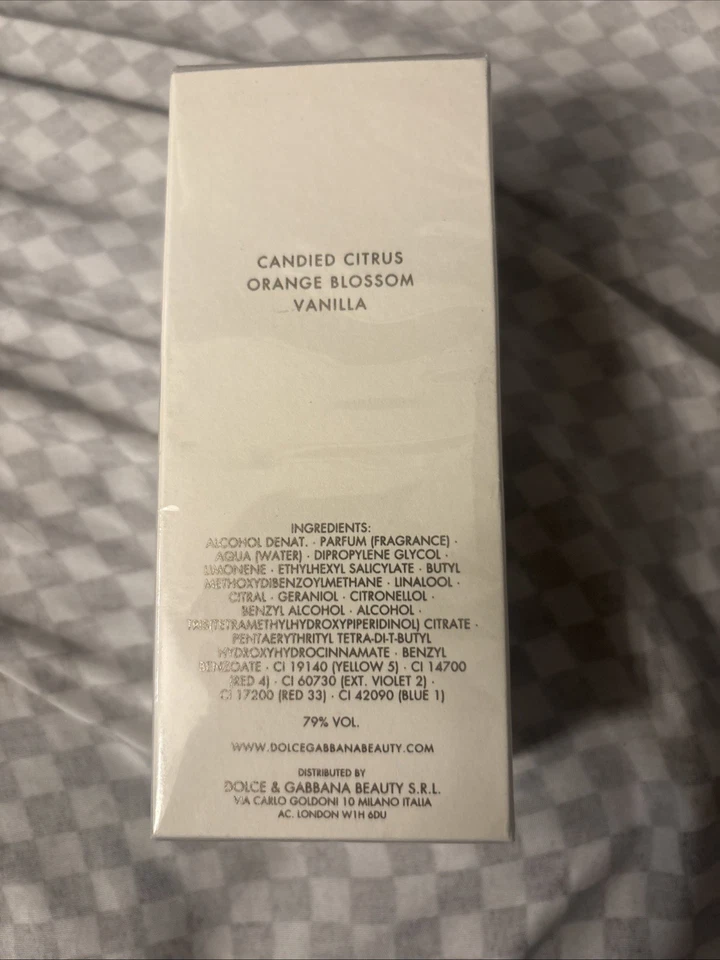 CANDIED CITRUS
ORANGE BLOSSOM
VANILLA
INGREDIENTS:
ALCOHOL DENAT. · PARFUM (FRAGRANCE) ·
AQUA (WATER) · DIPROPYLENE GLYCOL ·
LIMONENE · ETHYLHEXYL SALICYLATE · BUTYL
METHOXYDIBENZOYLMETHANE · LINALOOL ·
CITRAL · GERANIOL · CITRONELLOL ·
BENZYL ALCOHOL · ALCOHOL ·
TRIS(TETRAMETHYLHYDROXYPIPERIDINOL) CITRATE ·
PENTAERYTHRITYL TETRA-DI-T-BUTYL
HYDROXYHYDROCINNAMATE · BENZYL
BENZOATE · CI 19140 (YELLOW 5) · CI 14700
(RED 4) · CI 60730 (EXT. VIOLET 2) ·
CI 17200 (RED 33) · CI 42090 (BLUE 1)
79% VOL.
WWW.DOLCEGABBANABEAUTY.COM
DISTRIBUTED BY
DOLCE & GABBANA BEAUTY S.R.L.
VIA CARLO GOLDONI 10 MILANO ITALIA
AC. LONDON W1H 6DU